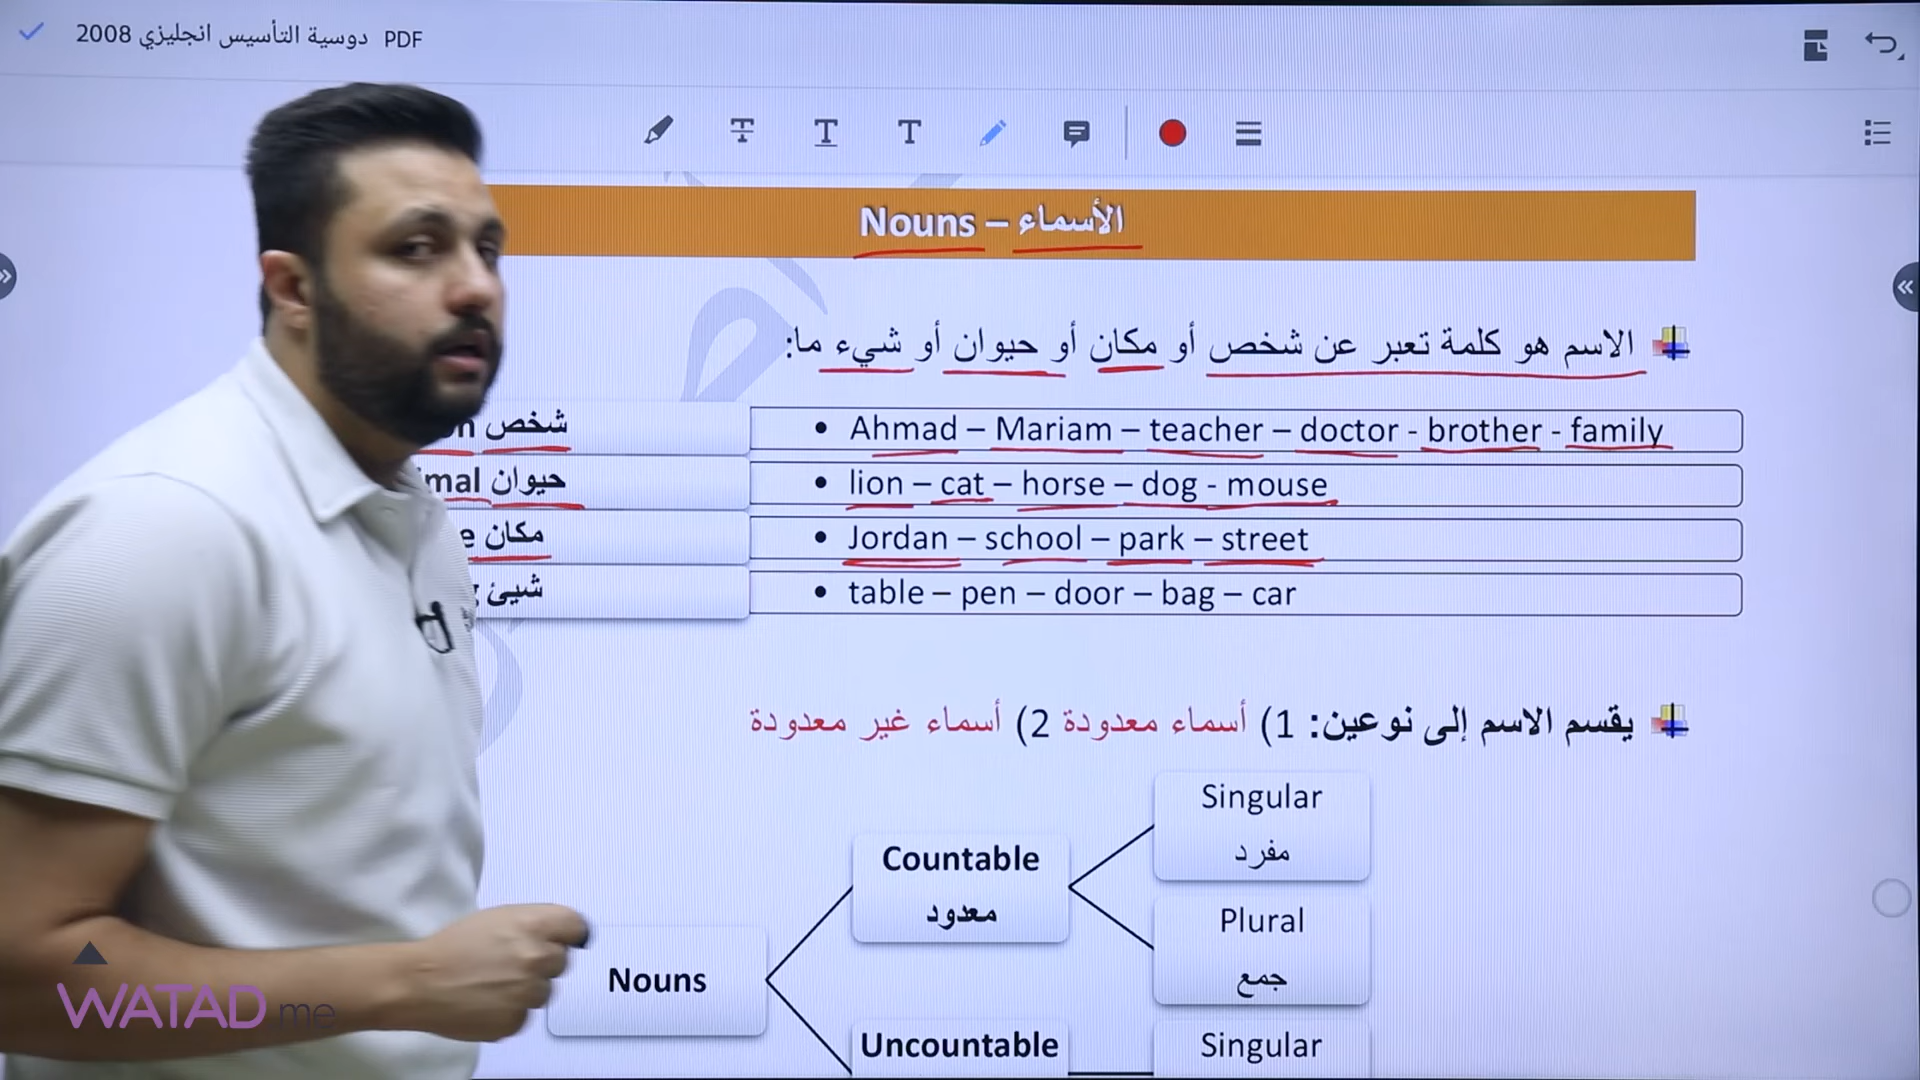 دوسية التأسيس انجليزي 2008 PDF
الأسماء – Nouns
الاسم هو كلمة تعبر عن شخص أو مكان أو حيوان أو شيء ما:
شخص
• Ahmad – Mariam – teacher – doctor - brother - family
حيوان
• lion – cat – horse – dog - mouse
مكان
• Jordan – school – park – street
شيئ
• table – pen – door – bag – car
يقسم الاسم إلى نوعين: 1) أسماء معدودة 2) أسماء غير معدودة
Singular
مفرد
Countable
معدود
Plural
جمع
Nouns
Uncountable
Singular
WATAD.me